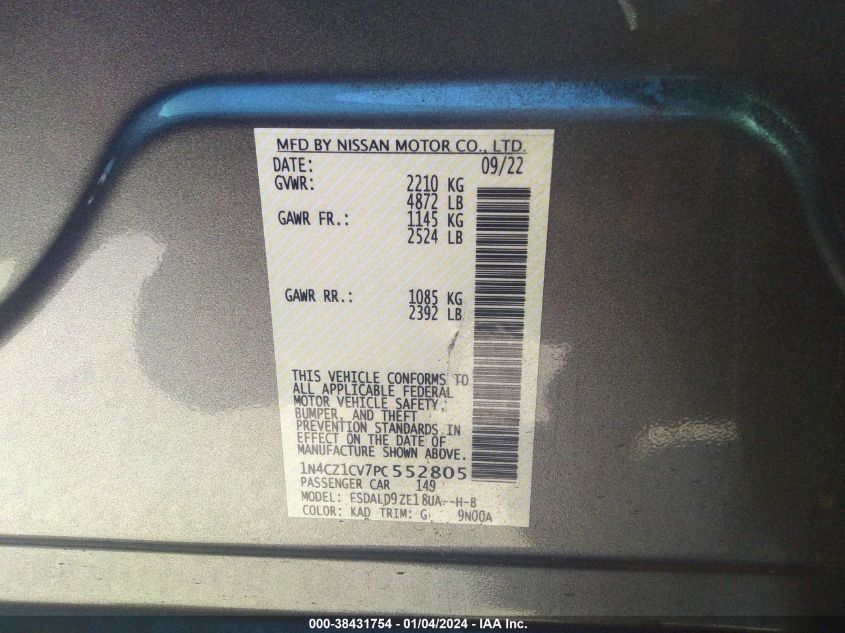 MFD BY NISSAN MOTOR CO., LTD.
DATE: 09/22
GVWR: 2210 KG
4872 LB
GAWR FR.: 1145 KG
2524 LB
GAWR RR.: 1085 KG
2392 LB
THIS VEHICLE CONFORMS TO
ALL APPLICABLE FEDERAL
MOTOR VEHICLE SAFETY,
BUMPER, AND THEFT
PREVENTION STANDARDS IN
EFFECT ON THE DATE OF
MANUFACTURE SHOWN ABOVE.
1N4CZ1CV7PC552805
PASSENGER CAR 149
MODEL: FSDALD9ZE18UA--H-B
COLOR: KAD TRIM: G 9N00A
000-38431754 - 01/04/2024 - IAA Inc.